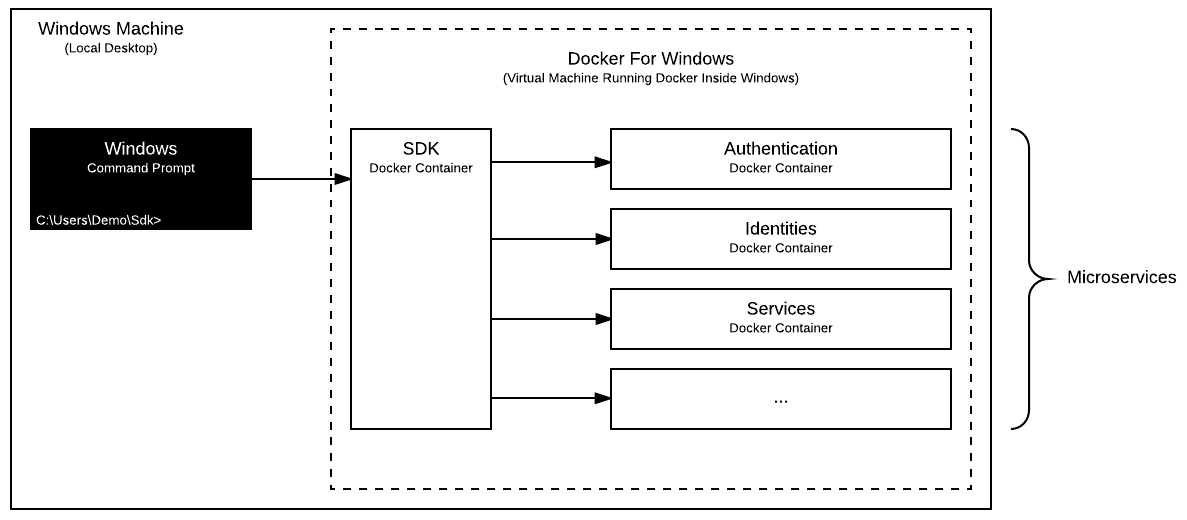 Windows Machine
(Local Desktop)
Docker For Windows
(Virtual Machine Running Docker Inside Windows)
Windows
Command Prompt
C:\Users\Demo\Sdk>
SDK
Docker Container
Authentication
Docker Container
Identities
Docker Container
Services
Docker Container
...
Microservices